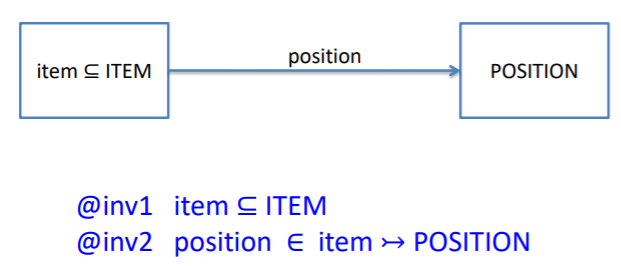 position
item ⊆ ITEM
POSITION
@inv1 item ⊆ ITEM
@inv2 position ∈ item ↣ POSITION